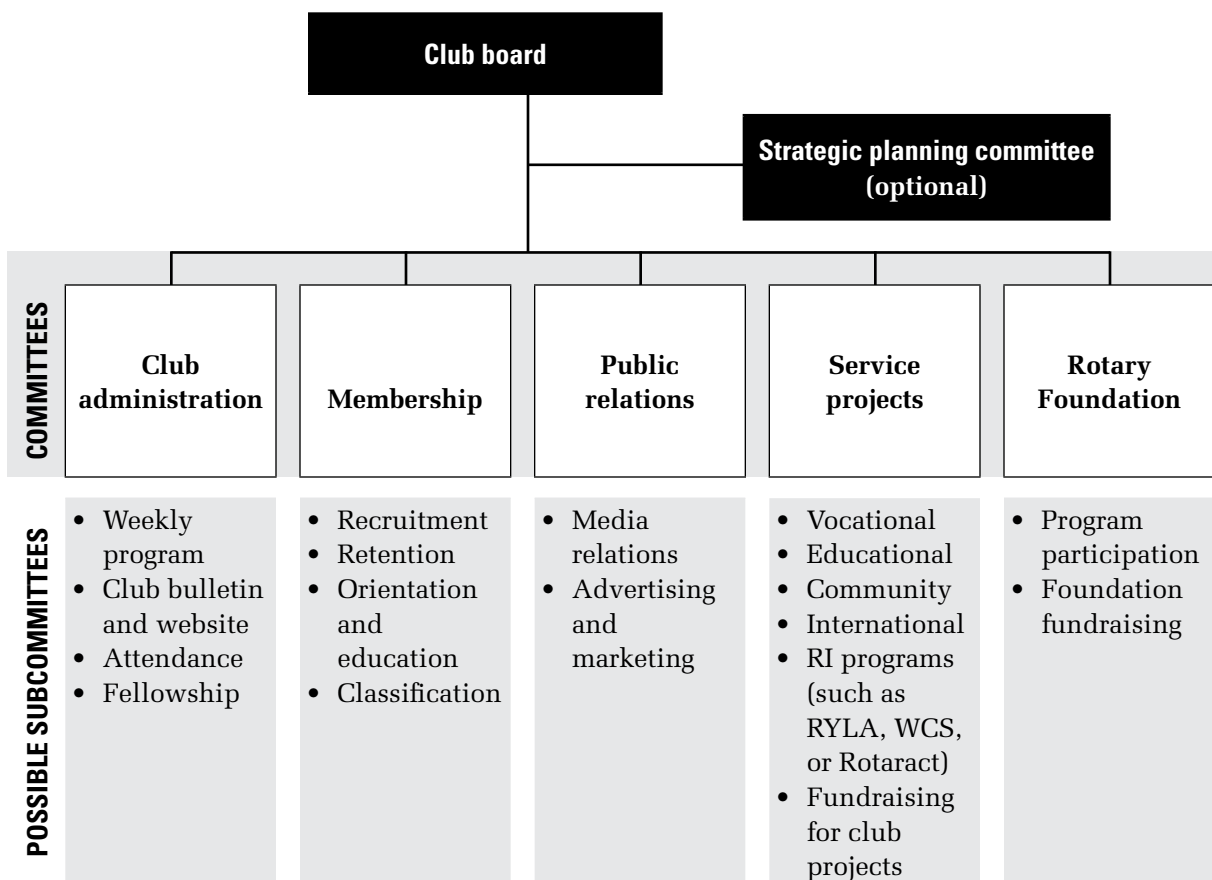 Club board
Strategic planning committee
(optional)
COMMITTEES
Club
administration
Membership
Public
relations
Service
projects
Rotary
Foundation
POSSIBLE SUBCOMMITTEES
• Weekly
program
• Club bulletin
and website
• Attendance
• Fellowship
• Recruitment
• Retention
• Orientation
and
education
• Classification
• Media
relations
• Advertising
and
marketing
• Vocational
• Educational
• Community
• International
• RI programs
(such as
RYLA, WCS,
or Rotaract)
• Fundraising
for club
projects
• Program
participation
• Foundation
fundraising